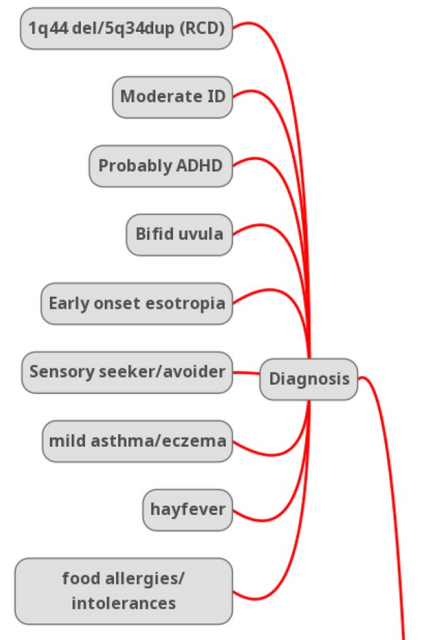 1q44 del/5q34dup (RCD)
Moderate ID
Probably ADHD
Bifid uvula
Early onset esotropia
Sensory seeker/avoider
Diagnosis
mild asthma/eczema
hayfever
food allergies/
intolerances